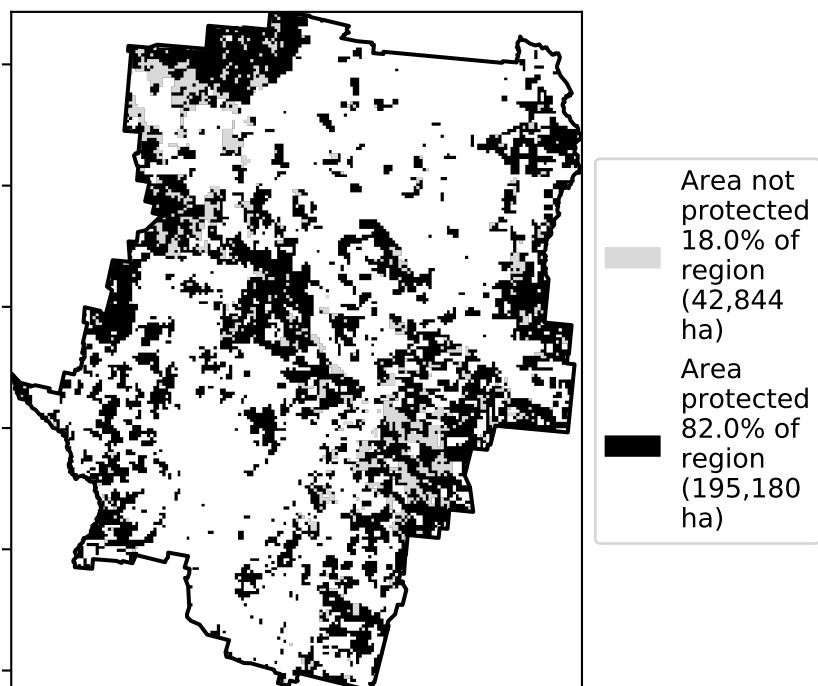 Area not
protected
18.0% of
region
(42,844
ha)
Area
protected
82.0% of
region
(195,180
ha)